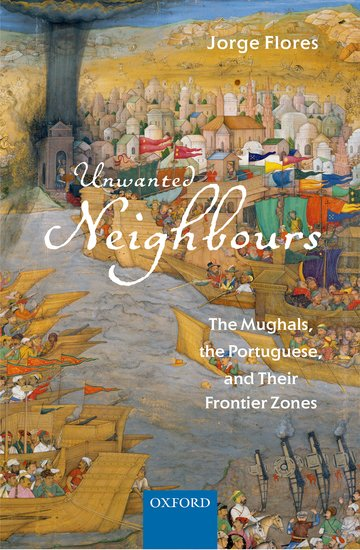 Jorge Flores
Unwanted
Neighbours
The Mughals,
the Portuguese,
and Their
Frontier Zones
OXFORD